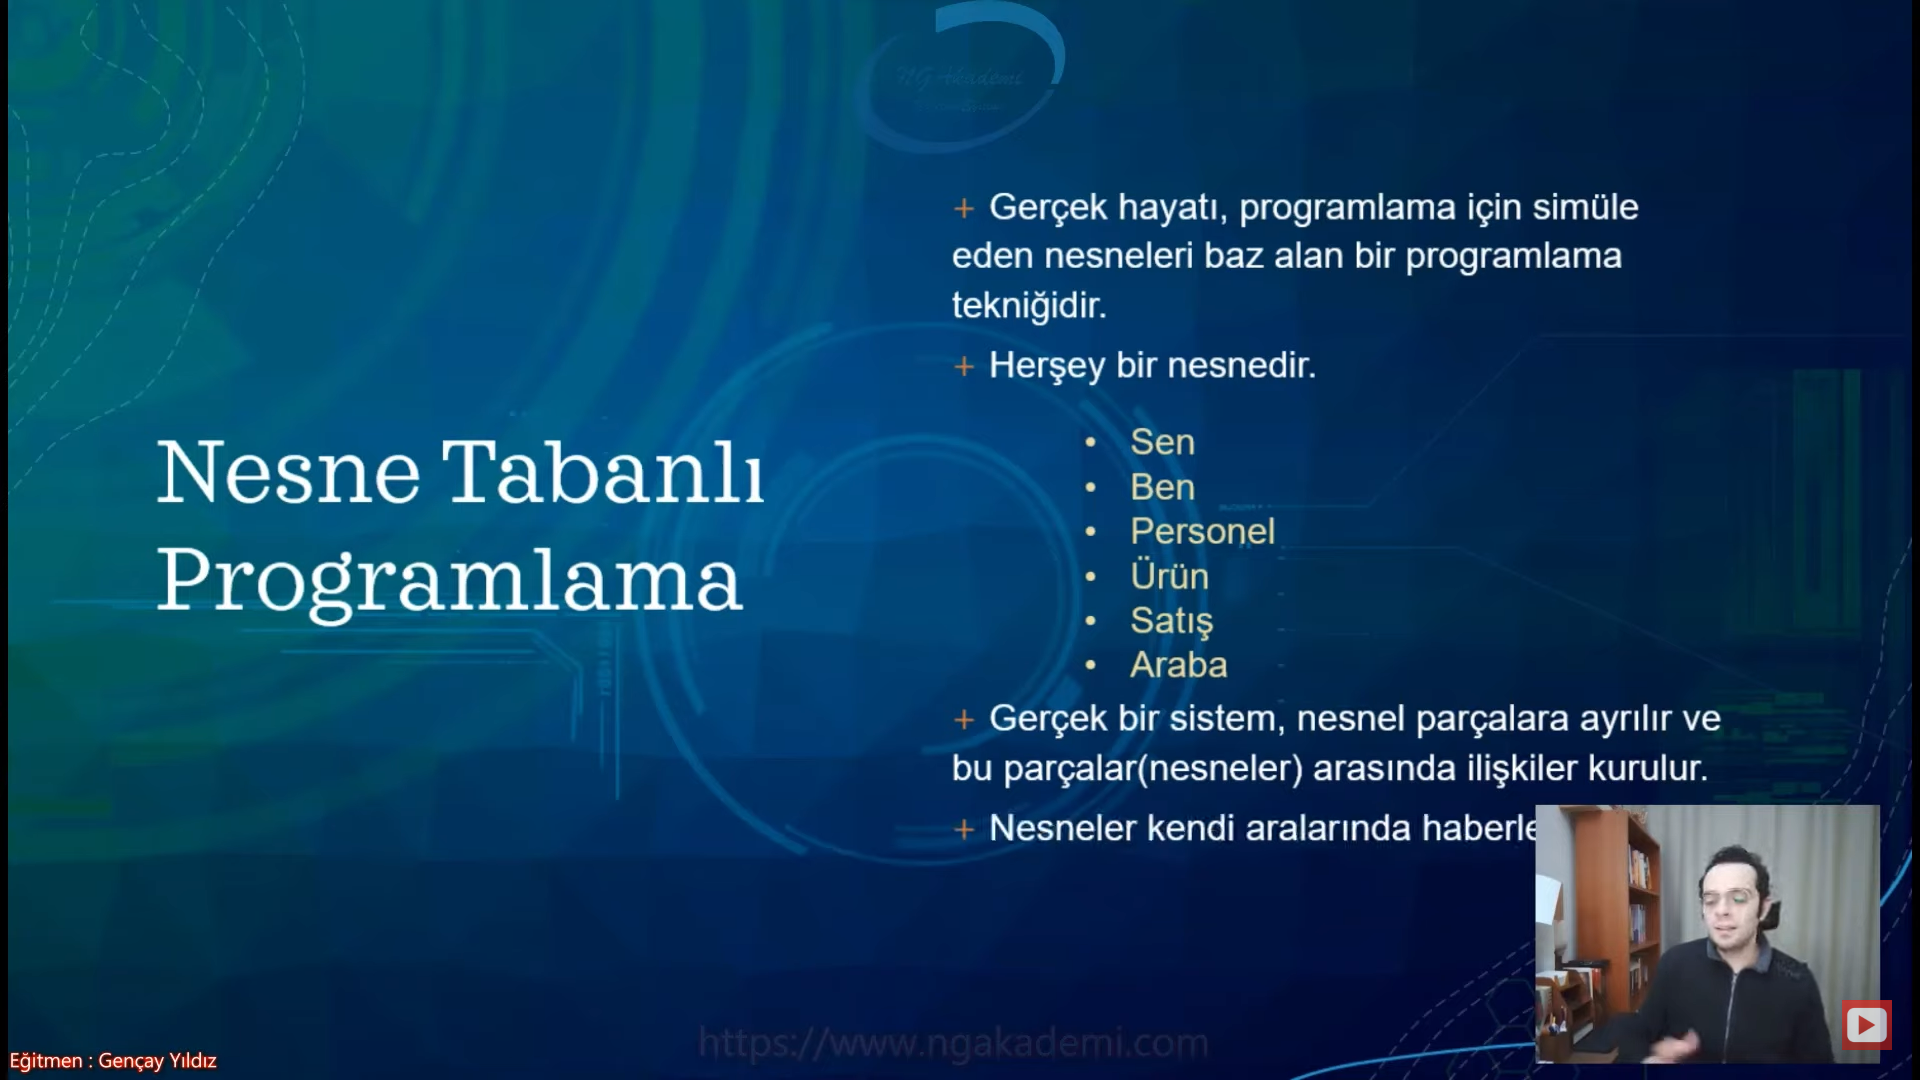 NG Akademi
Nesne Tabanlı
Programlama
+ Gerçek hayatı, programlama için simüle
eden nesneleri baz alan bir programlama
tekniğidir.
+ Herşey bir nesnedir.
• Sen
• Ben
• Personel
• Ürün
• Satış
• Araba
+ Gerçek bir sistem, nesnel parçalara ayrılır ve
bu parçalar(nesneler) arasında ilişkiler kurulur.
+ Nesneler kendi aralarında haberle
https://www.ngakademi.com
Eğitmen : Gençay Yıldız